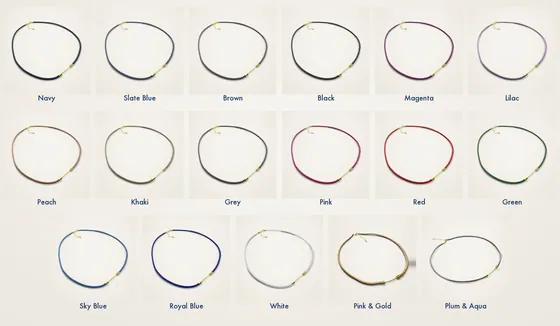 Navy
Slate Blue
Brown
Black
Magenta
Lilac
Peach
Khaki
Grey
Pink
Red
Green
Sky Blue
Royal Blue
White
Pink & Gold
Plum & Aqua